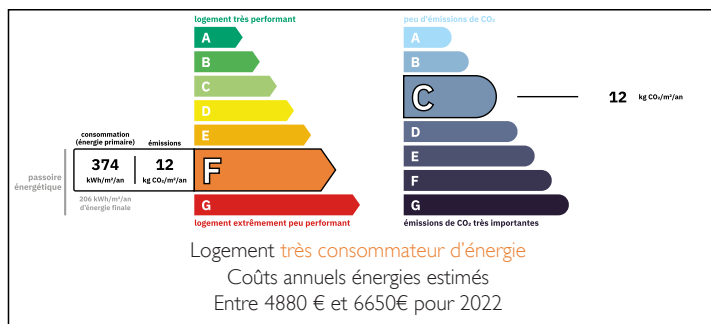 logement très performant
A
B
C
D
E
consommation
(énergie primaire)
émissions
374
kWh/m²/an
12
kg CO₂/m²/an
F
passoire
énergétique
206 kWh/m²/an
d'énergie finale
G
logement extrêmement peu performant
peu d'émissions de CO₂
A
B
C
12 kg CO₂/m²/an
D
E
F
G
émissions de CO₂ très importantes
Logement très consommateur d'énergie
Coûts annuels énergies estimés
Entre 4880 € et 6650€ pour 2022